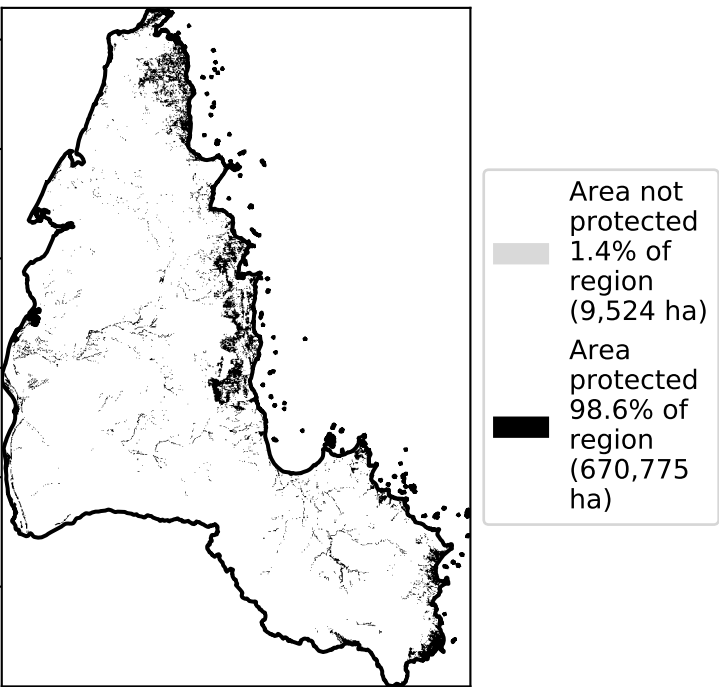 Area not
protected
1.4% of
region
(9,524 ha)
Area
protected
98.6% of
region
(670,775
ha)